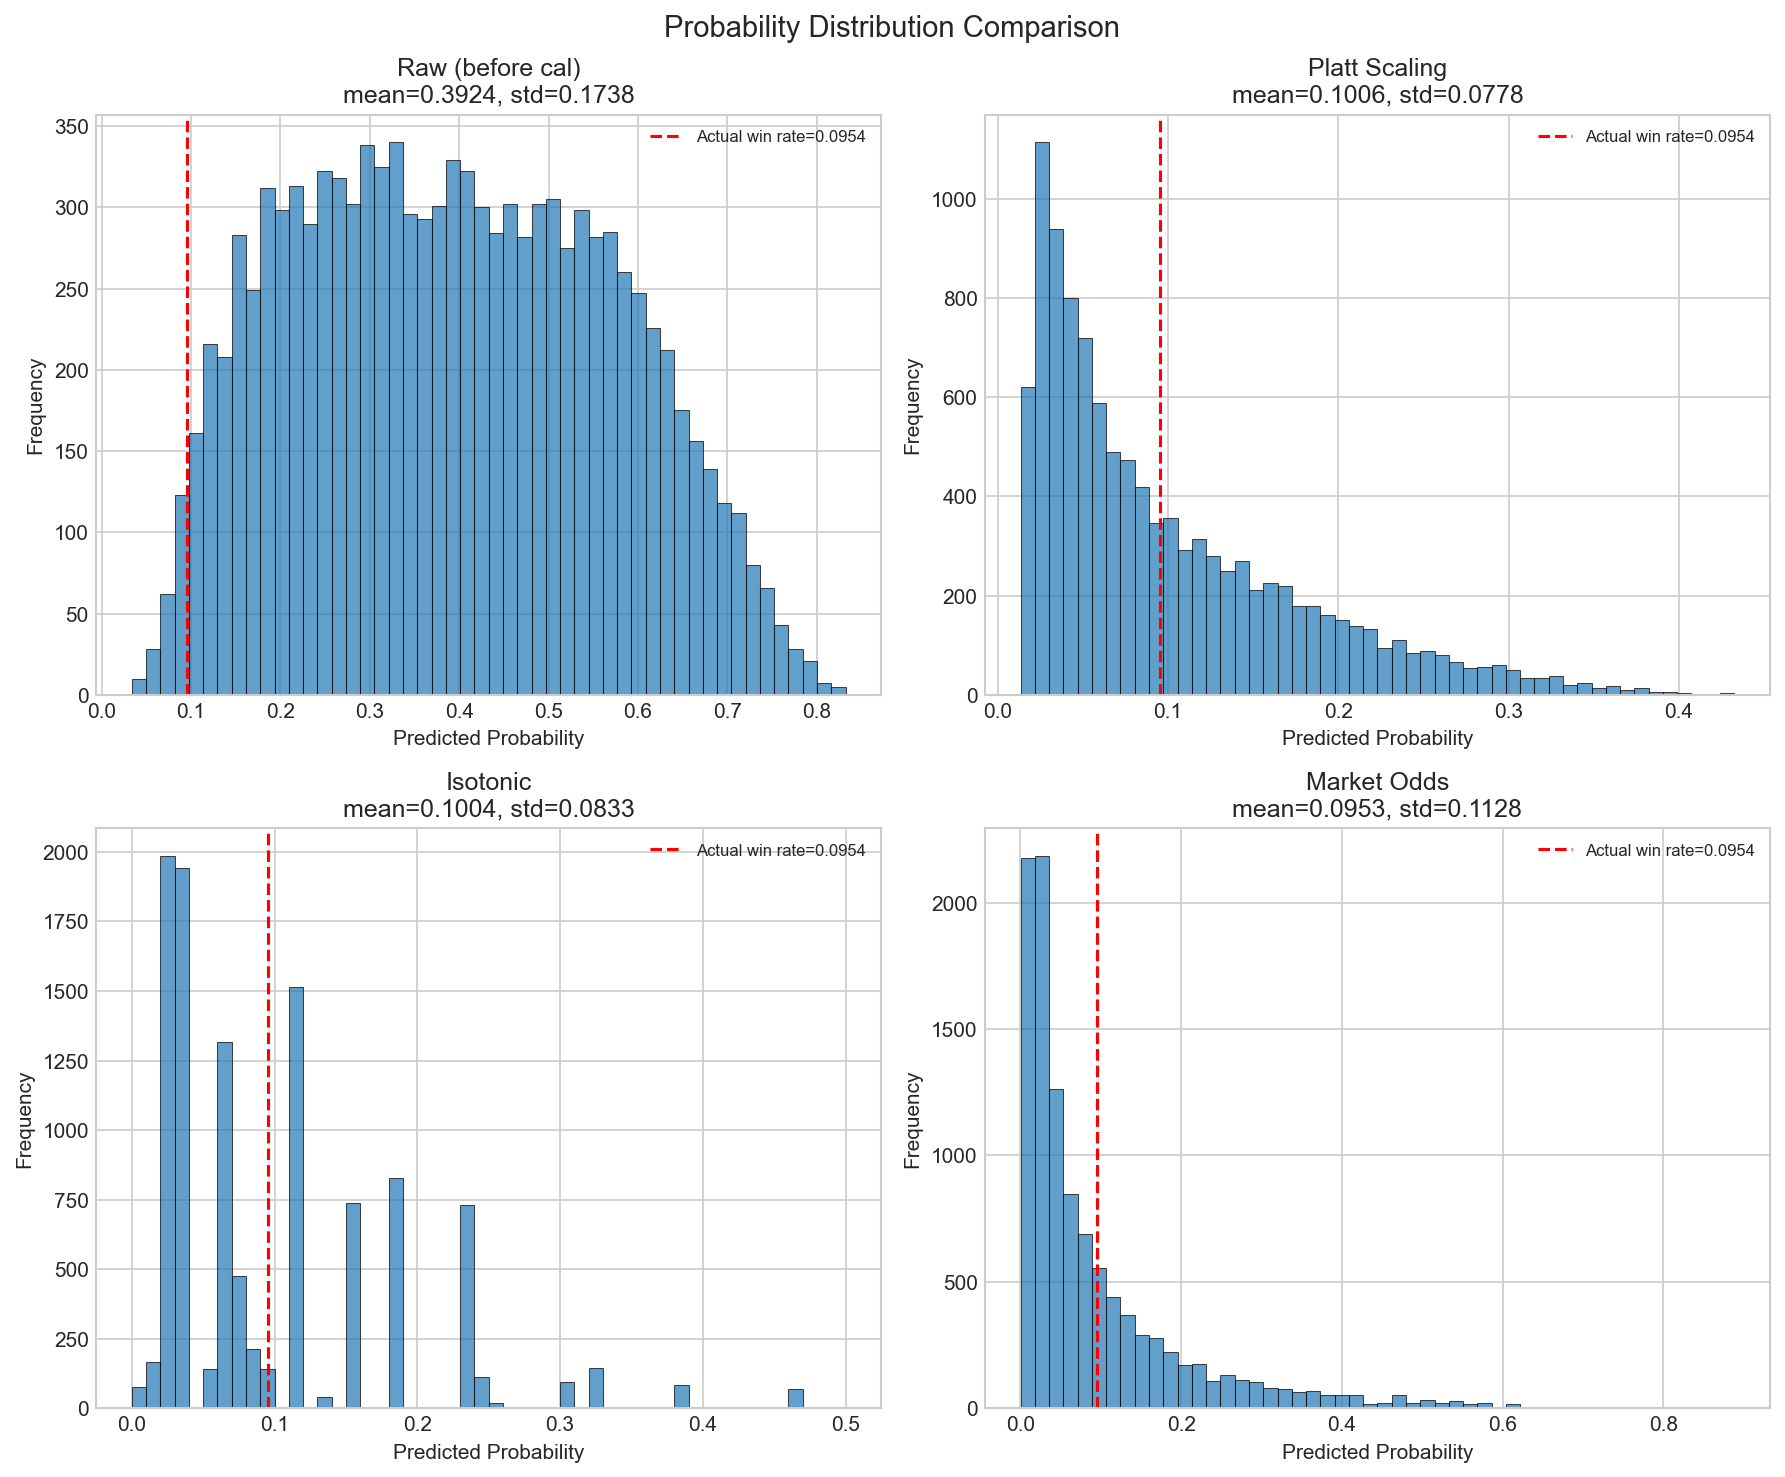 Probability Distribution Comparison
Raw (before cal)
mean=0.3924, std=0.1738
Actual win rate=0.0954
350
300
250
200
150
100
50
0
Frequency
0.0 0.1 0.2 0.3 0.4 0.5 0.6 0.7 0.8
Predicted Probability
Platt Scaling
mean=0.1006, std=0.0778
Actual win rate=0.0954
1000
800
600
400
200
0
Frequency
0.0 0.1 0.2 0.3 0.4
Predicted Probability
Isotonic
mean=0.1004, std=0.0833
Actual win rate=0.0954
2000
1750
1500
1250
1000
750
500
250
0
Frequency
0.0 0.1 0.2 0.3 0.4 0.5
Predicted Probability
Market Odds
mean=0.0953, std=0.1128
Actual win rate=0.0954
2000
1500
1000
500
0
Frequency
0.0 0.2 0.4 0.6 0.8
Predicted Probability